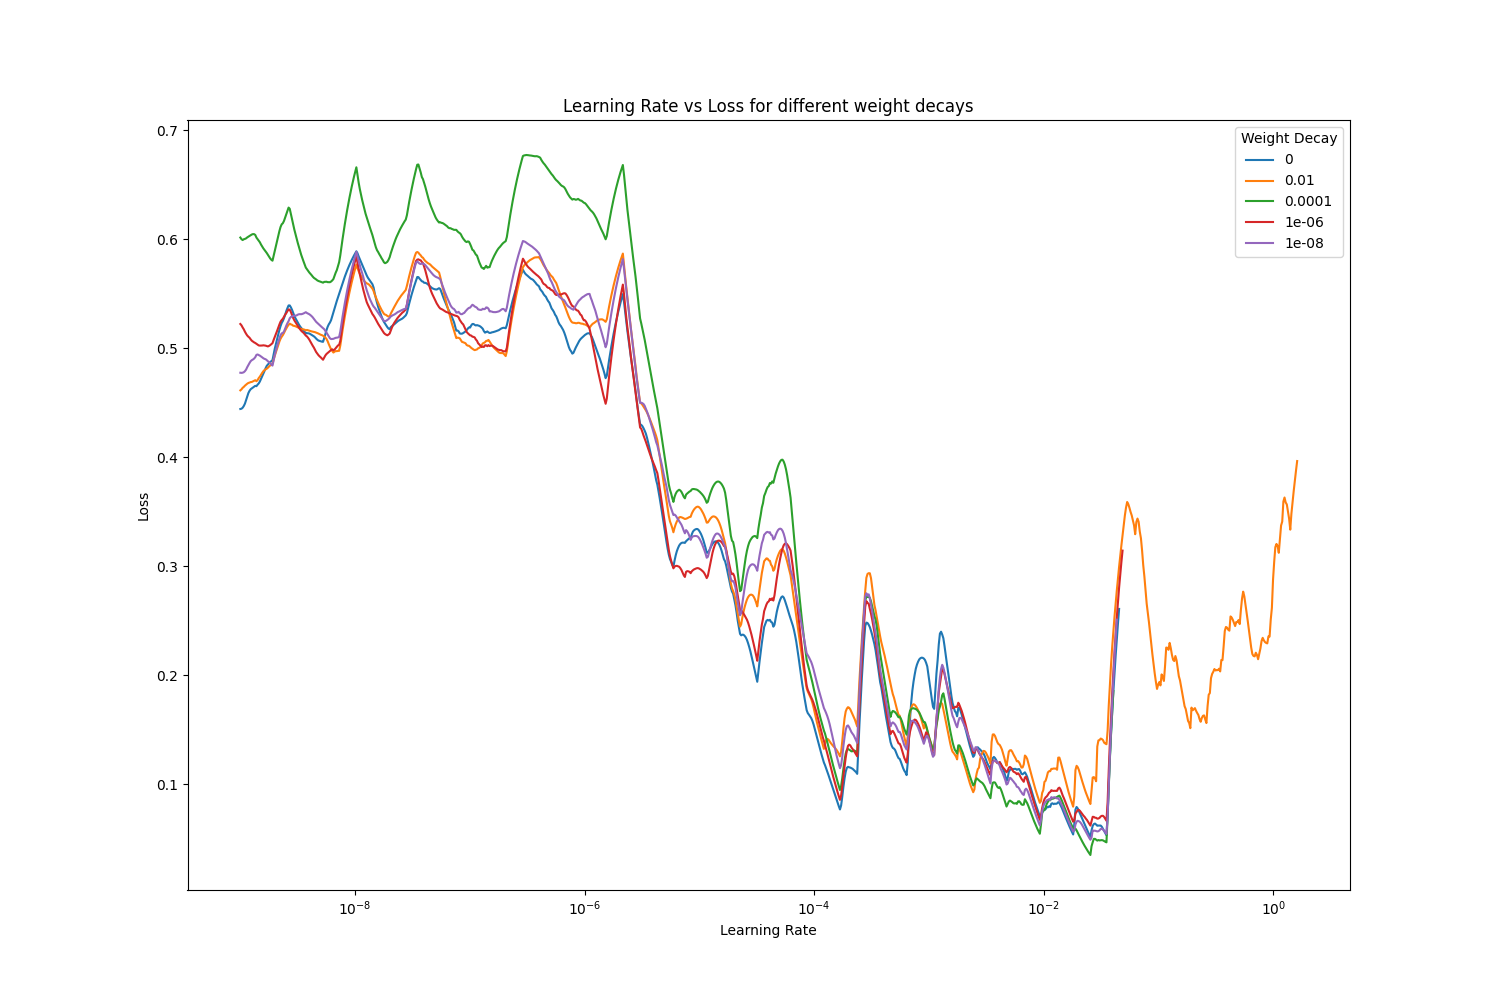 Learning Rate vs Loss for different weight decays
Weight Decay
0
0.01
0.0001
1e-06
1e-08
0.7
0.6
0.5
0.4
0.3
0.2
0.1
Loss
10⁻⁸
10⁻⁶
10⁻⁴
10⁻²
10⁰
Learning Rate